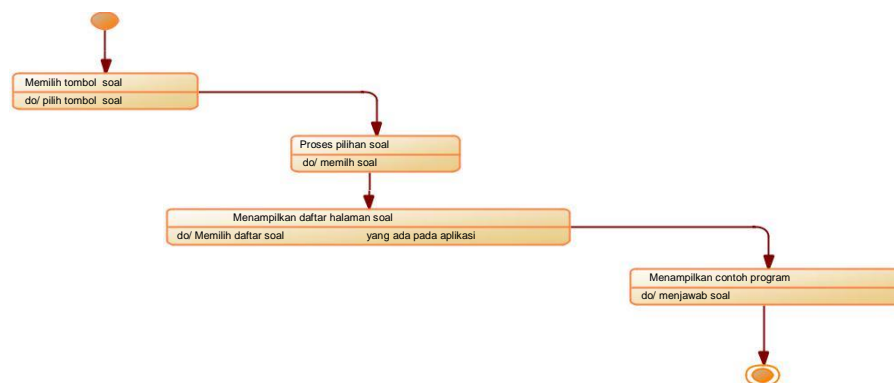 Memilih tombol soal
do/ pilih tombol soal
Proses pilihan soal
do/ memilh soal
Menampilkan daftar halaman soal
do/ Memilih daftar soal yang ada pada aplikasi
Menampilkan contoh program
do/ menjawab soal